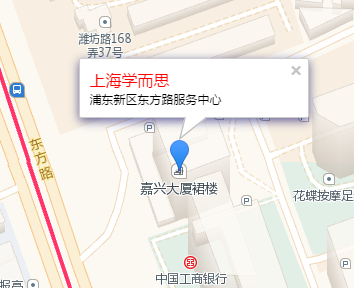 潍坊路168
弄37号
上海学而思
浦东新区东方路服务中心
东方路
嘉兴大厦裙楼
花蝶按摩足
中国工商银行
报高
P
P
P
P